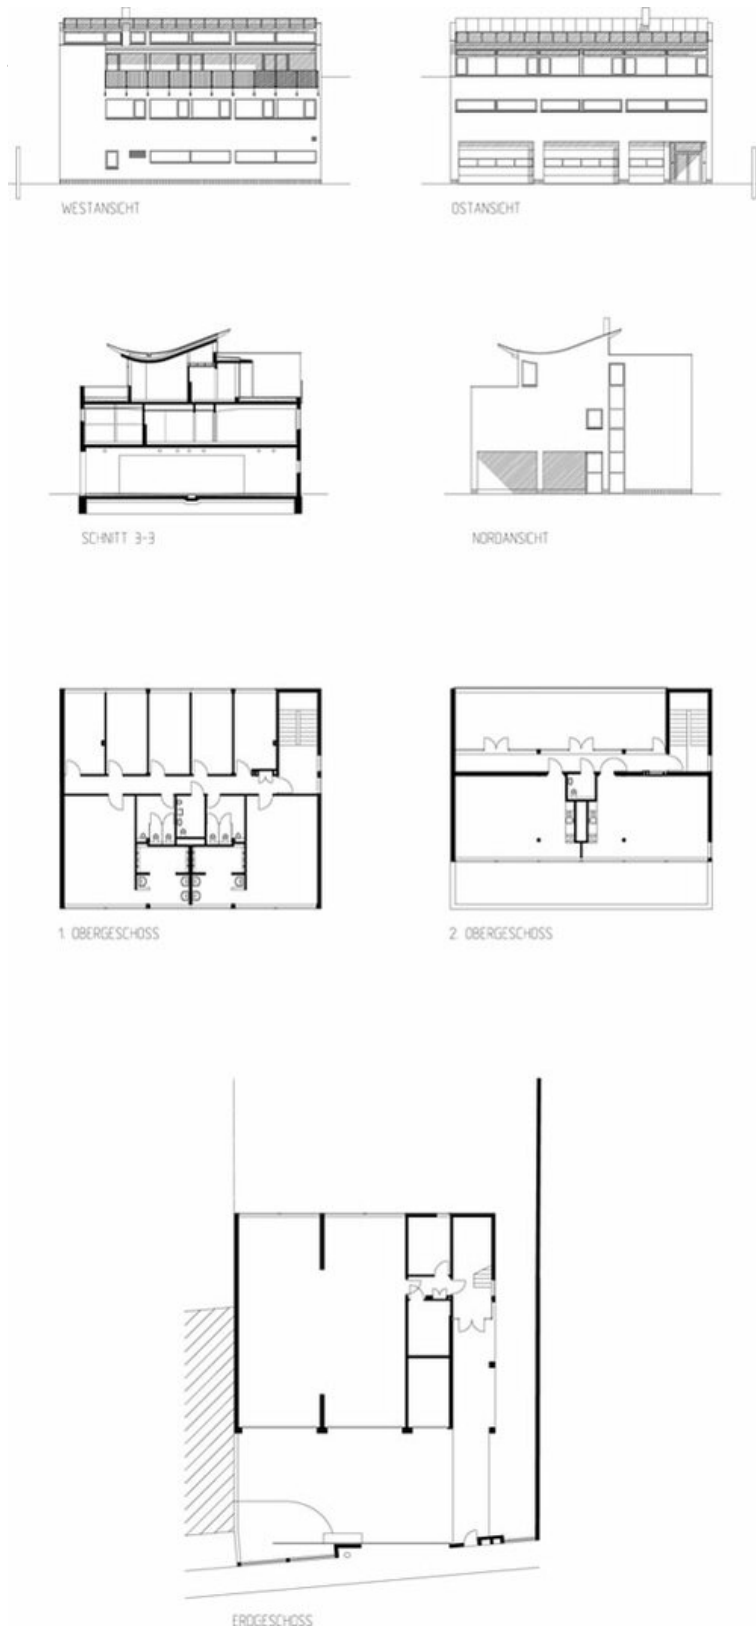 WESTANSICHT
OSTANSICHT
SCHNITT 3-3
NORDANSICHT
1. OBERGESCHOSS
2. OBERGESCHOSS
ERDGESCHOSS